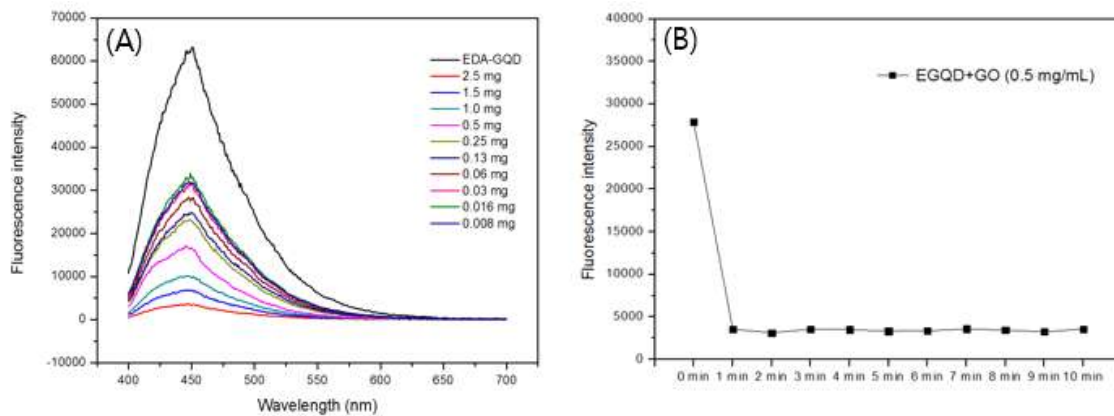 (A)
70000
60000
50000
40000
30000
20000
10000
0
-10000
Fluorescence intensity
EDA-GQD
2.5 mg
1.5 mg
1.0 mg
0.5 mg
0.25 mg
0.13 mg
0.06 mg
0.03 mg
0.016 mg
0.008 mg
400 450 500 550 600 650 700
Wavelength (nm)
(B)
40000
35000
30000
25000
20000
15000
10000
5000
0
Fluorescence intensity
EGQD+GO (0.5 mg/mL)
0 min 1 min 2 min 3 min 4 min 5 min 6 min 7 min 8 min 9 min 10 min